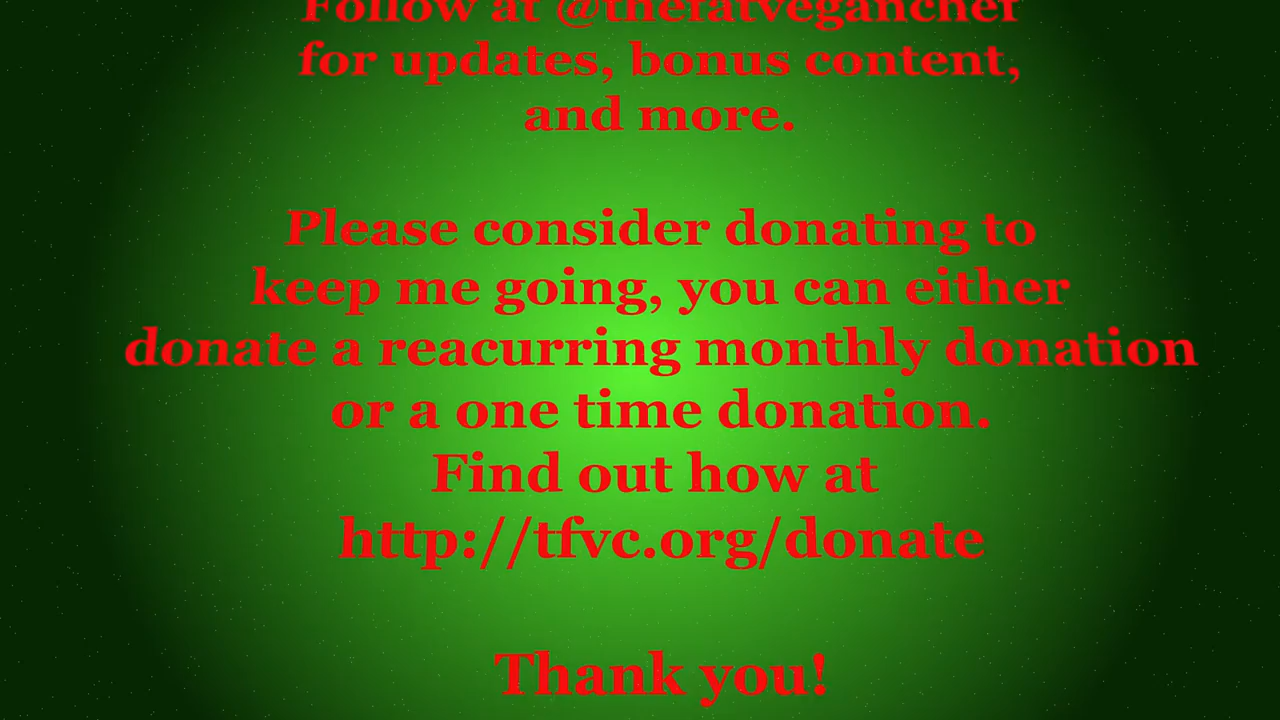 Follow at @thefatveganchef
for updates, bonus content,
and more.
Please consider donating to
keep me going, you can either
donate a reacurring monthly donation
or a one time donation.
Find out how at
http://tfvc.org/donate
Thank you!